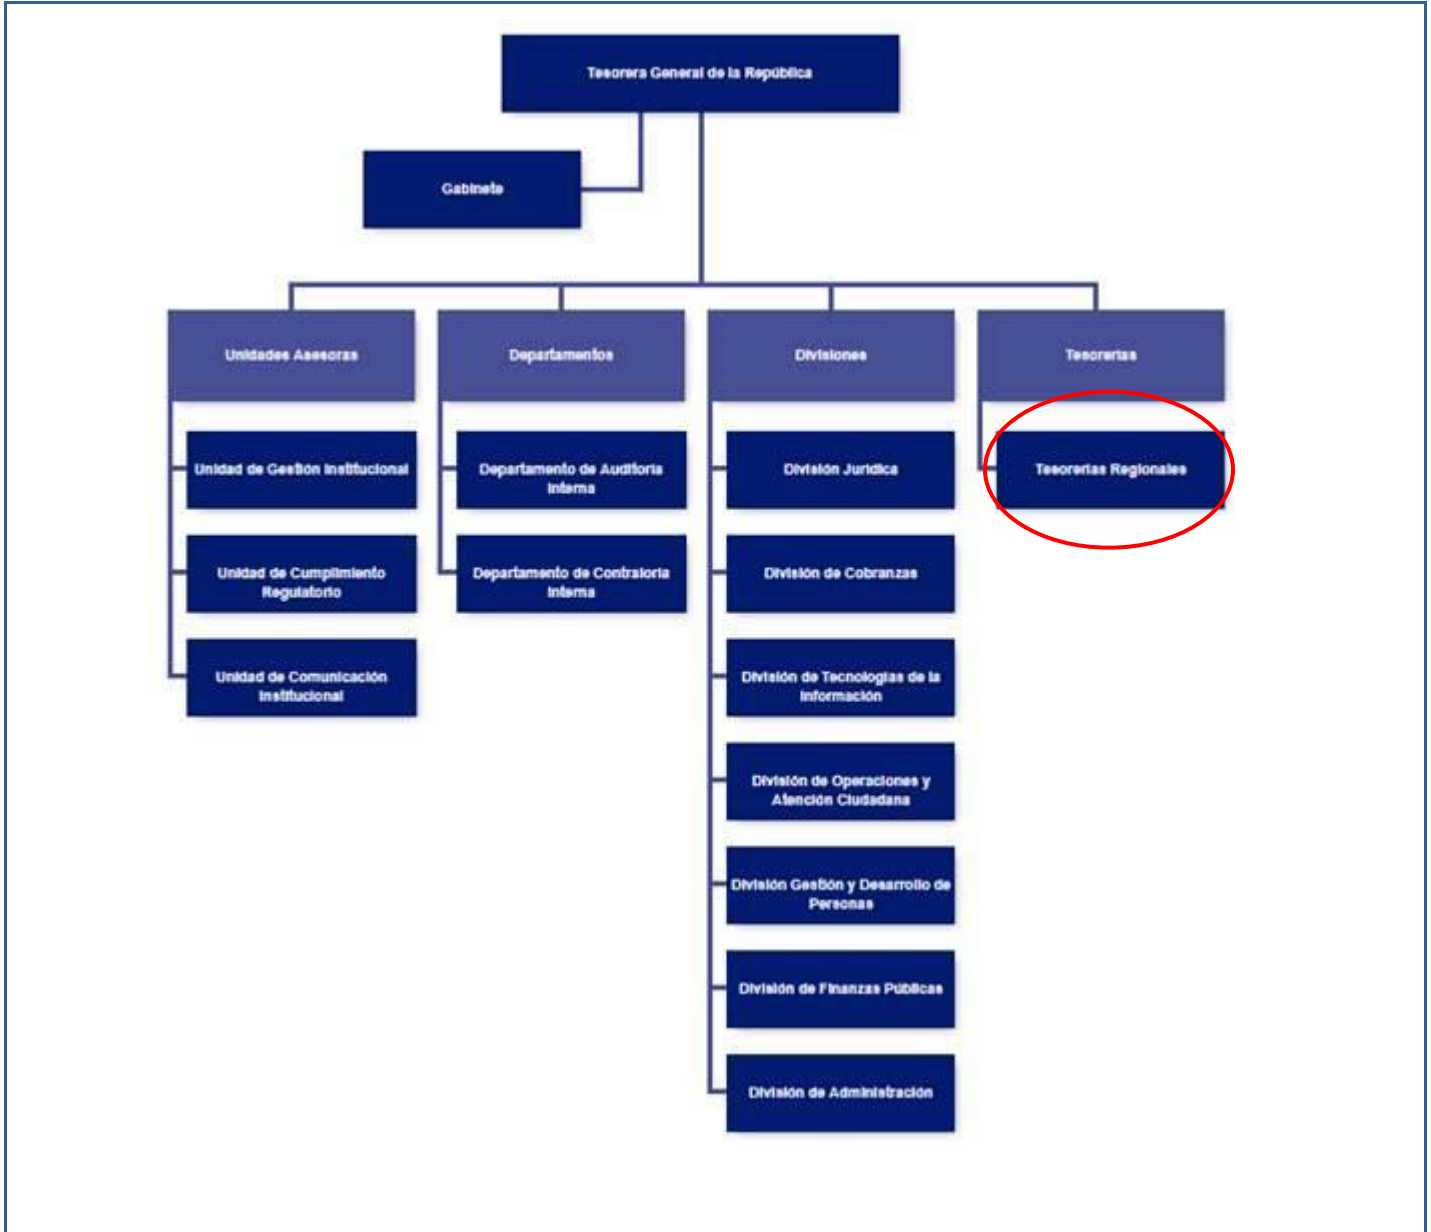 Tesorera General de la República
Gabinete
Unidades Asesoras
Departamentos
Divisiones
Tesorerías
Unidad de Gestión Institucional
Unidad de Cumplimiento
Regulatorio
Unidad de Comunicación
Institucional
Departamento de Auditoría
Interna
Departamento de Contraloría
Interna
División Jurídica
División de Cobranzas
División de Tecnologías de la
Información
División de Operaciones y
Atención Ciudadana
División Gestión y Desarrollo de
Personas
División de Finanzas Públicas
División de Administración
Tesorerías Regionales